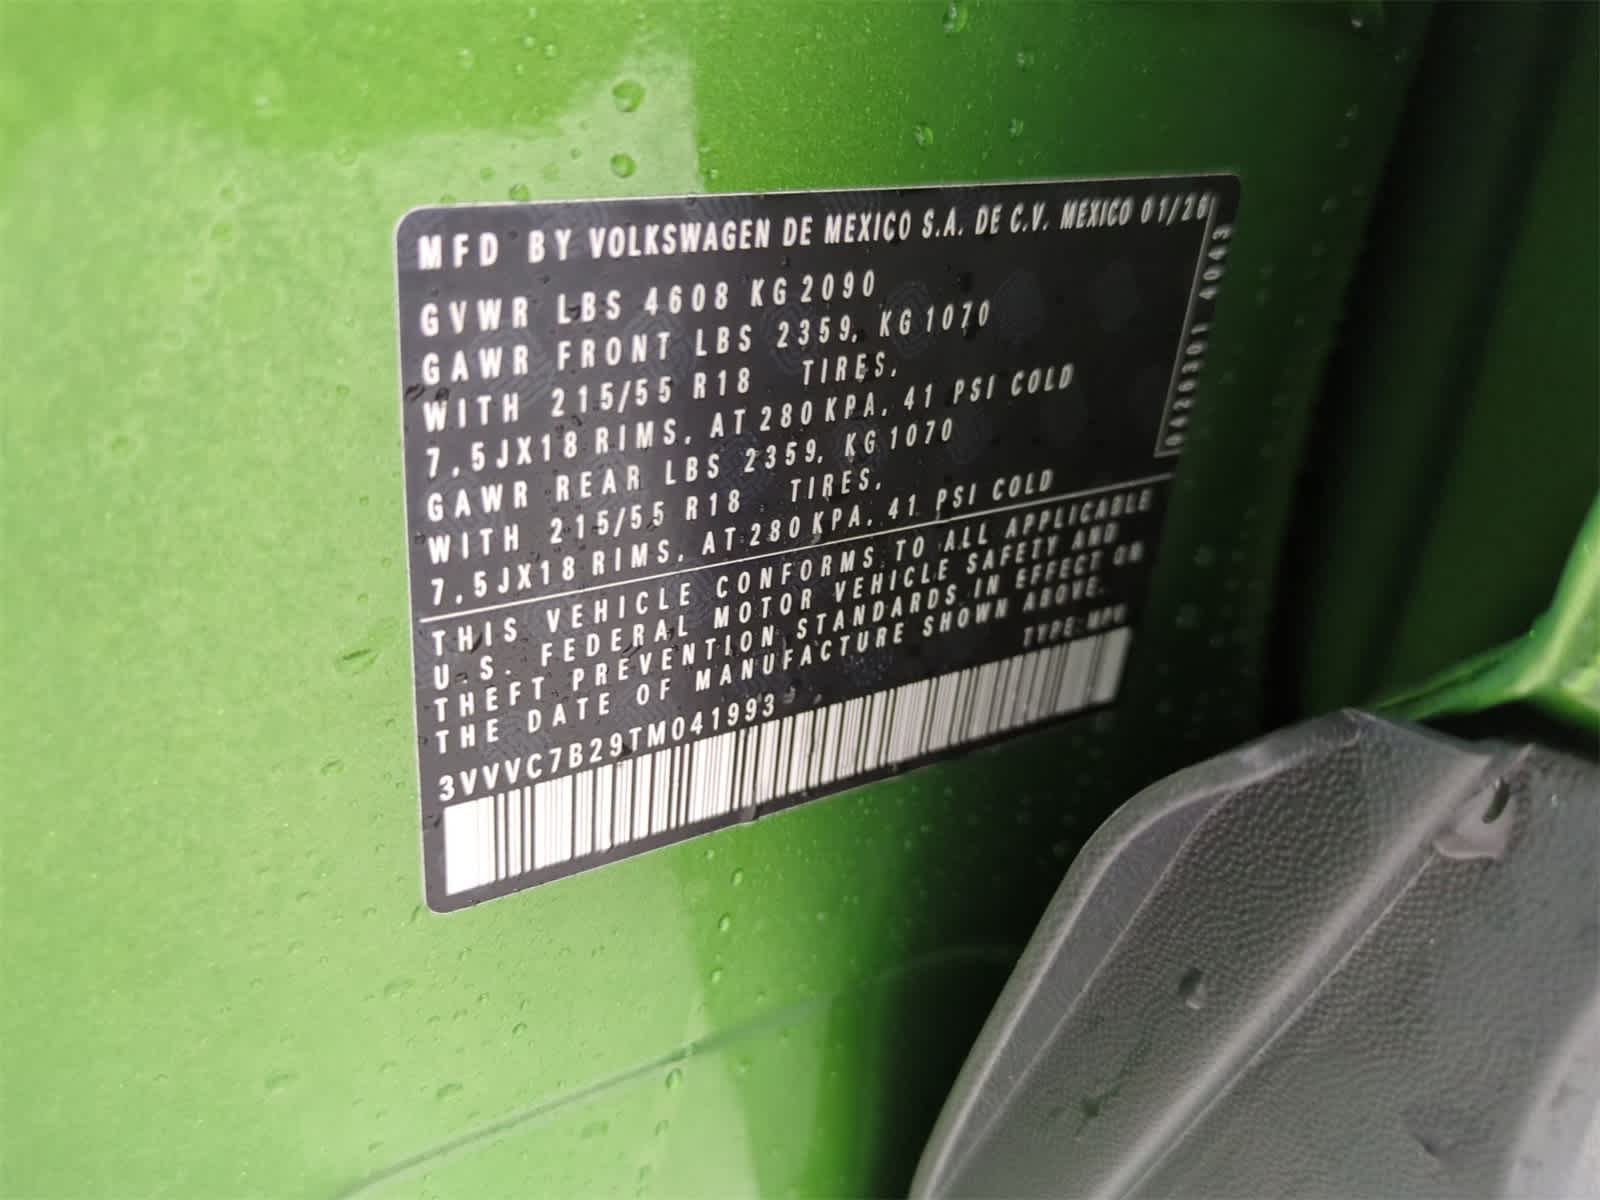 MFD BY VOLKSWAGEN DE MEXICO S.A. DE C.V. MEXICO 01/26
GVWR LBS 4608 KG 2090
GAWR FRONT LBS 2359, KG 1070
WITH 215/55 R18 TIRES,
7,5JX18 RIMS, AT 280 KPA, 41 PSI COLD
GAWR REAR LBS 2359, KG 1070
WITH 215/55 R18 TIRES,
7,5JX18 RIMS, AT 280 KPA, 41 PSI COLD
THIS VEHICLE CONFORMS TO ALL APPLICABLE
U.S. FEDERAL MOTOR VEHICLE SAFETY AND
THEFT PREVENTION STANDARDS IN EFFECT ON
THE DATE OF MANUFACTURE SHOWN ABOVE.
3VVVC7B29TM041993
TYPE: MPV